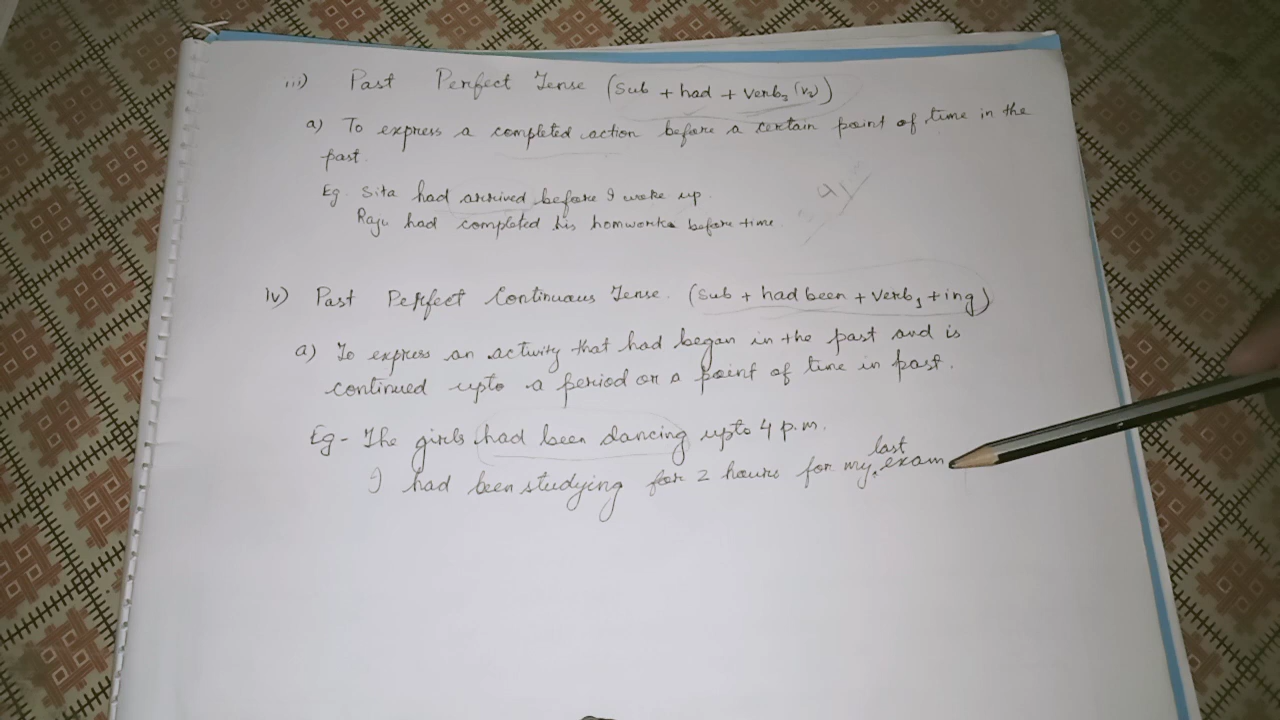 iii) Past Perfect Tense (Sub + had + verb₃ (v₃))
a) To express a completed action before a certain point of time in the
past.
Eg. Sita had arrived before I woke up.
Raju had completed his homework before time.
iv) Past Perfect Continuous Tense. (Sub + had been + verb₁ + ing)
a) To express an activity that had began in the past and is
continued upto a period or a point of time in past.
Eg - The girls had been dancing upto 4 p.m.
last
I had been studying for 2 hours for my exam